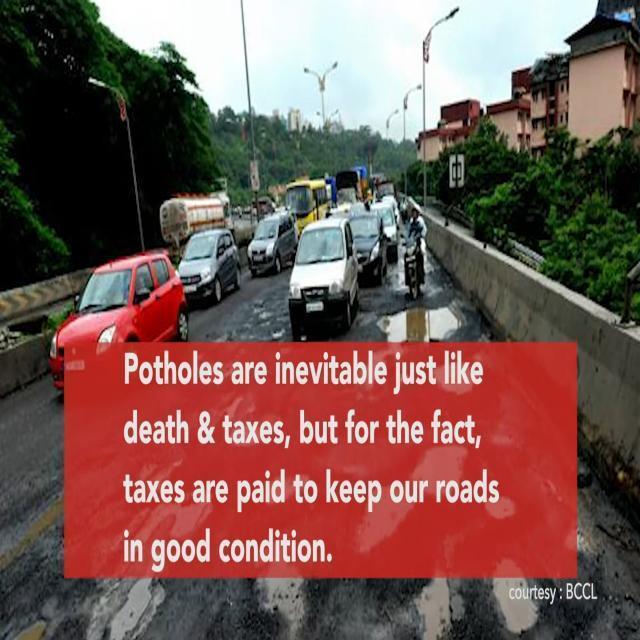 Potholes are inevitable just like
death & taxes, but for the fact,
taxes are paid to keep our roads
in good condition.
courtesy : BCCL